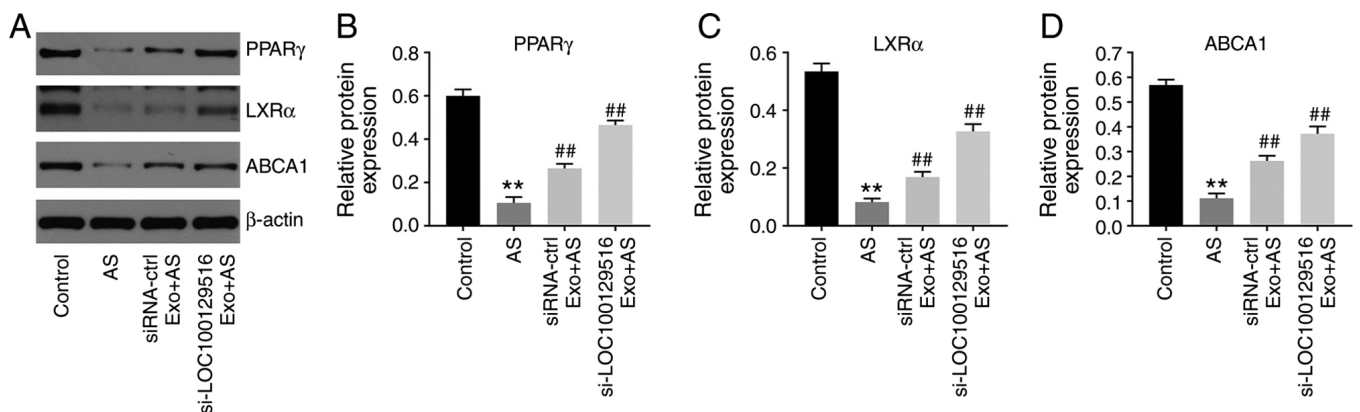 A
PPARγ
LXRα
ABCA1
β-actin
Control
AS
siRNA-ctrl
Exo+AS
si-LOC100129516
Exo+AS
B
PPARγ
Relative protein
expression
0.8
0.6
0.4
0.2
0.0
**
##
##
Control
AS
siRNA-ctrl
Exo+AS
si-LOC100129516
Exo+AS
C
LXRα
Relative protein
expression
0.6
0.4
0.2
0.0
**
##
##
Control
AS
siRNA-ctrl
Exo+AS
si-LOC100129516
Exo+AS
D
ABCA1
Relative protein
expression
0.7
0.6
0.5
0.4
0.3
0.2
0.1
0.0
**
##
##
Control
AS
siRNA-ctrl
Exo+AS
si-LOC100129516
Exo+AS